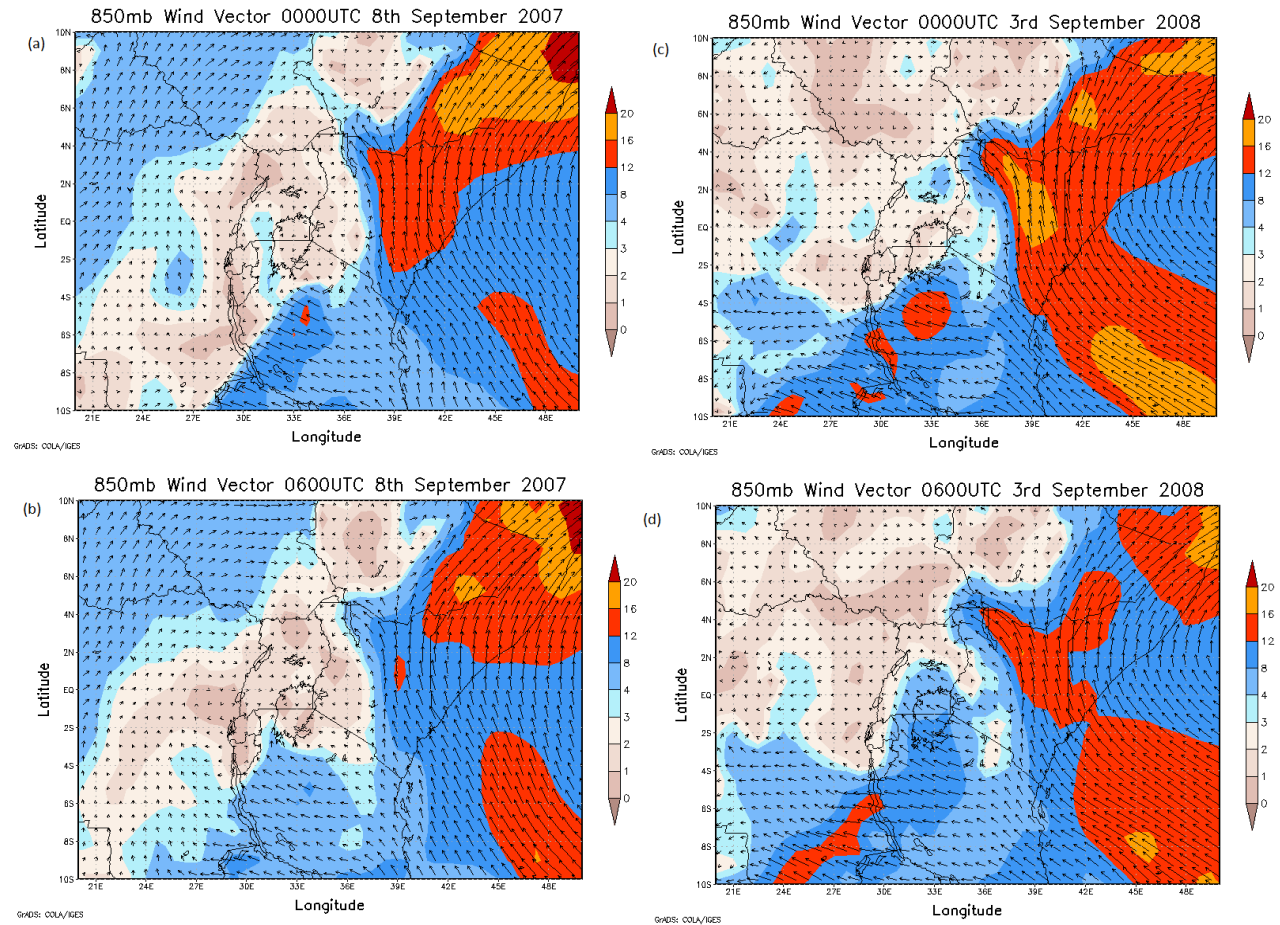 850mb Wind Vector 0000UTC 8th September 2007
(a)
10N
8N
6N
4N
2N
EQ
2S
4S
6S
8S
10S
Latitude
21E 24E 27E 30E 33E 36E 39E 42E 45E 48E
Longitude
20
16
12
8
4
3
2
1
0
GrADS: COLA/IGES
850mb Wind Vector 0000UTC 3rd September 2008
(c)
10N
8N
6N
4N
2N
EQ
2S
4S
6S
8S
10S
Latitude
21E 24E 27E 30E 33E 36E 39E 42E 45E 48E
Longitude
20
16
12
8
4
3
2
1
0
GrADS: COLA/IGES
850mb Wind Vector 0600UTC 8th September 2007
(b)
10N
8N
6N
4N
2N
EQ
2S
4S
6S
8S
10S
Latitude
21E 24E 27E 30E 33E 36E 39E 42E 45E 48E
Longitude
20
16
12
8
4
3
2
1
0
GrADS: COLA/IGES
850mb Wind Vector 0600UTC 3rd September 2008
(d)
10N
8N
6N
4N
2N
EQ
2S
4S
6S
8S
10S
Latitude
21E 24E 27E 30E 33E 36E 39E 42E 45E 48E
Longitude
20
16
12
8
4
3
2
1
0
GrADS: COLA/IGES